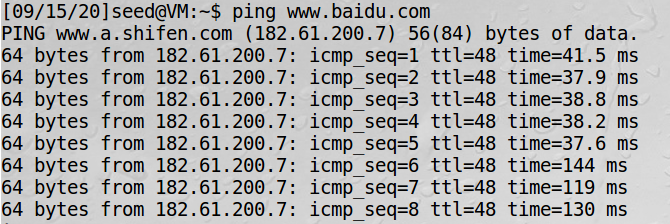 [09/15/20]seed@VM:~$ ping www.baidu.com
PING www.a.shifen.com (182.61.200.7) 56(84) bytes of data.
64 bytes from 182.61.200.7: icmp_seq=1 ttl=48 time=41.5 ms
64 bytes from 182.61.200.7: icmp_seq=2 ttl=48 time=37.9 ms
64 bytes from 182.61.200.7: icmp_seq=3 ttl=48 time=38.8 ms
64 bytes from 182.61.200.7: icmp_seq=4 ttl=48 time=38.2 ms
64 bytes from 182.61.200.7: icmp_seq=5 ttl=48 time=37.6 ms
64 bytes from 182.61.200.7: icmp_seq=6 ttl=48 time=144 ms
64 bytes from 182.61.200.7: icmp_seq=7 ttl=48 time=119 ms
64 bytes from 182.61.200.7: icmp_seq=8 ttl=48 time=130 ms